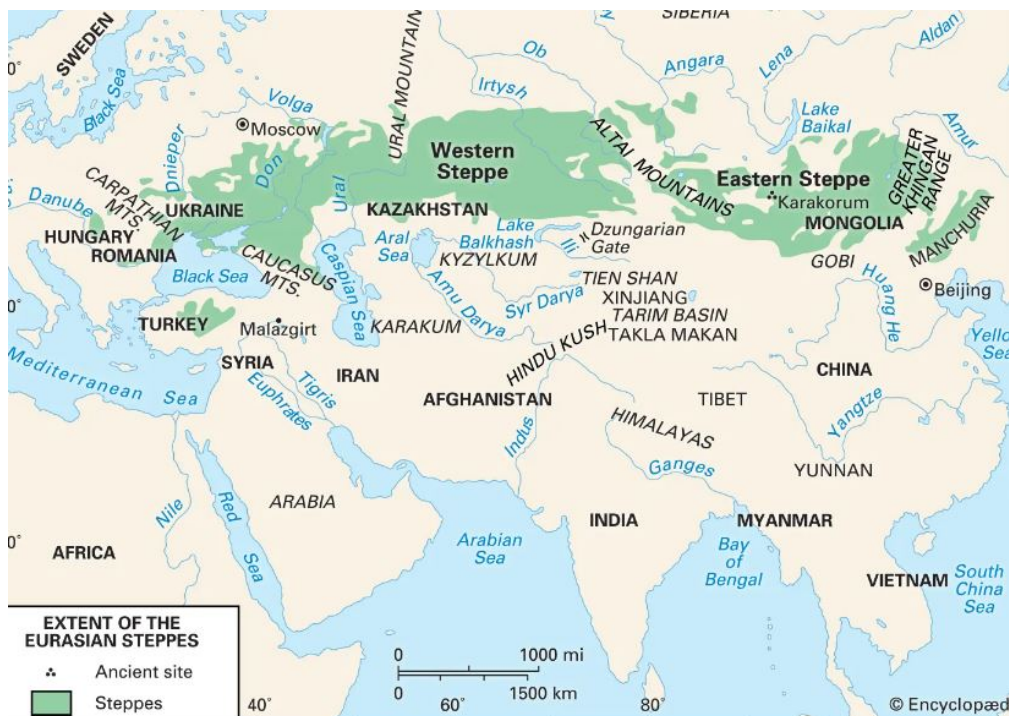 SIBERIA
SWEDEN
Black Sea
Volga
Moscow
URAL MOUNTAIN
Ob
Irtysh
Angara
Lena
Aldan
Lake
Baikal
Amur
0°
Dnieper
Don
Western
Steppe
ALTAI MOUNTAINS
Eastern Steppe
Karakorum
GREATER
KHINGAN
RANGE
MONGOLIA
MANCHURIA
Danube
CARPATHIAN
MTS.
UKRAINE
HUNGARY
ROMANIA
Ural
KAZAKHSTAN
Aral
Sea
Lake
Balkhash
KYZYLKUM
Ili
Dzungarian
Gate
GOBI
Black Sea
CAUCASUS
MTS.
Caspian Sea
Amu Darya
Syr Darya
TIEN SHAN
XINJIANG
TARIM BASIN
TAKLA MAKAN
Huang He
Beijing
0°
TURKEY
Malazgirt
KARAKUM
HINDU KUSH
Yellow
Sea
Mediterranean Sea
SYRIA
Tigris
Euphrates
IRAN
AFGHANISTAN
TIBET
CHINA
Indus
HIMALAYAS
Yangtze
Ganges
YUNNAN
Nile
Red
Sea
ARABIA
INDIA
MYANMAR
0°
AFRICA
Arabian
Sea
Bay
of
Bengal
VIETNAM
South
China
Sea
EXTENT OF THE
EURASIAN STEPPES
Ancient site
Steppes
0 1000 mi
0 1500 km
40° 60° 80°
© Encyclopæd